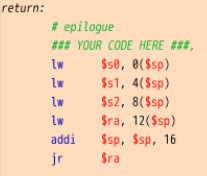 return:
# epilogue
### YOUR CODE HERE ###,
lw $s0, 0($sp)
lw $s1, 4($sp)
lw $s2, 8($sp)
lw $ra, 12($sp)
addi $sp, $sp, 16
jr $ra